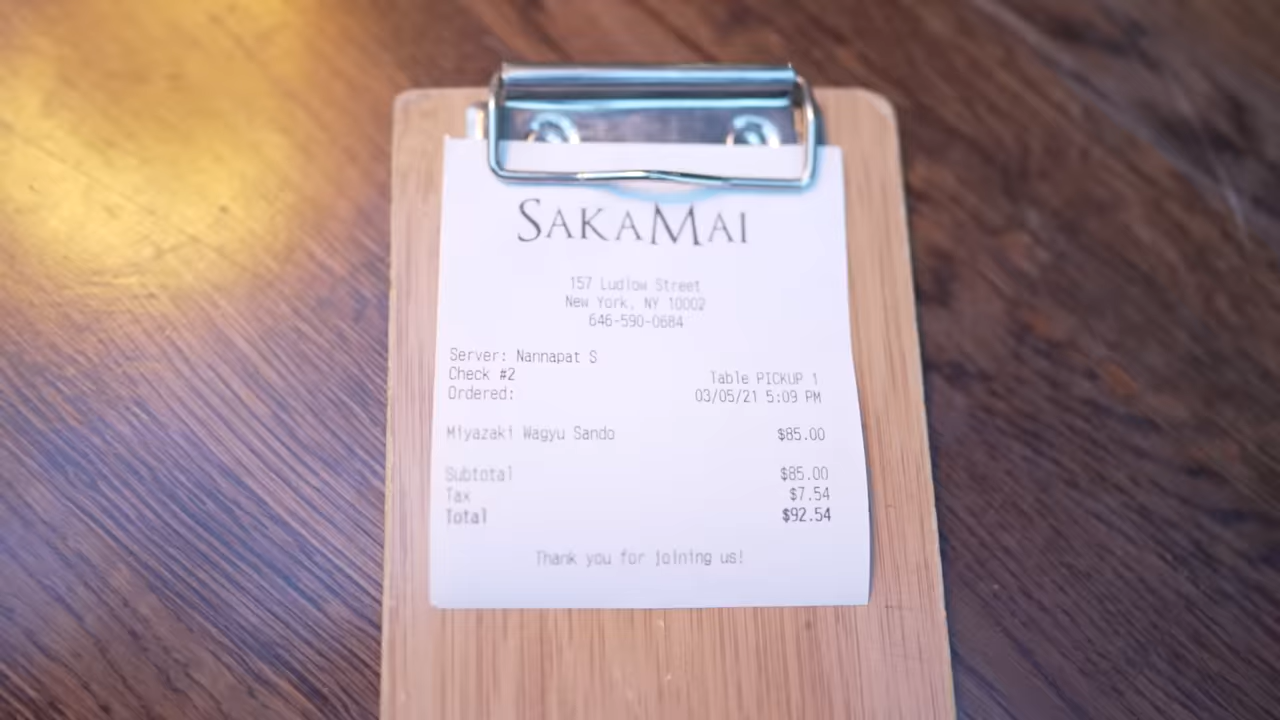 SAKAMAI
157 Ludlow Street
New York, NY 10002
646-590-0684
Server: Nannapat S
Check #2 Table PICKUP 1
Ordered: 03/05/21 5:09 PM
Miyazaki Wagyu Sando $85.00
Subtotal $85.00
Tax $7.54
Total $92.54
Thank you for joining us!